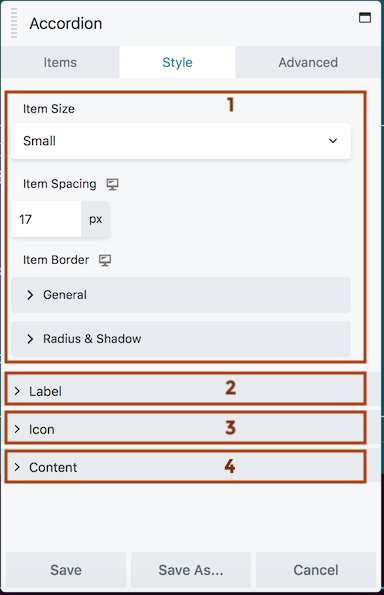 Accordion
Items Style Advanced
1
Item Size
Small
Item Spacing
17 px
Item Border
General
Radius & Shadow
Label 2
Icon 3
Content 4
Save Save As... Cancel